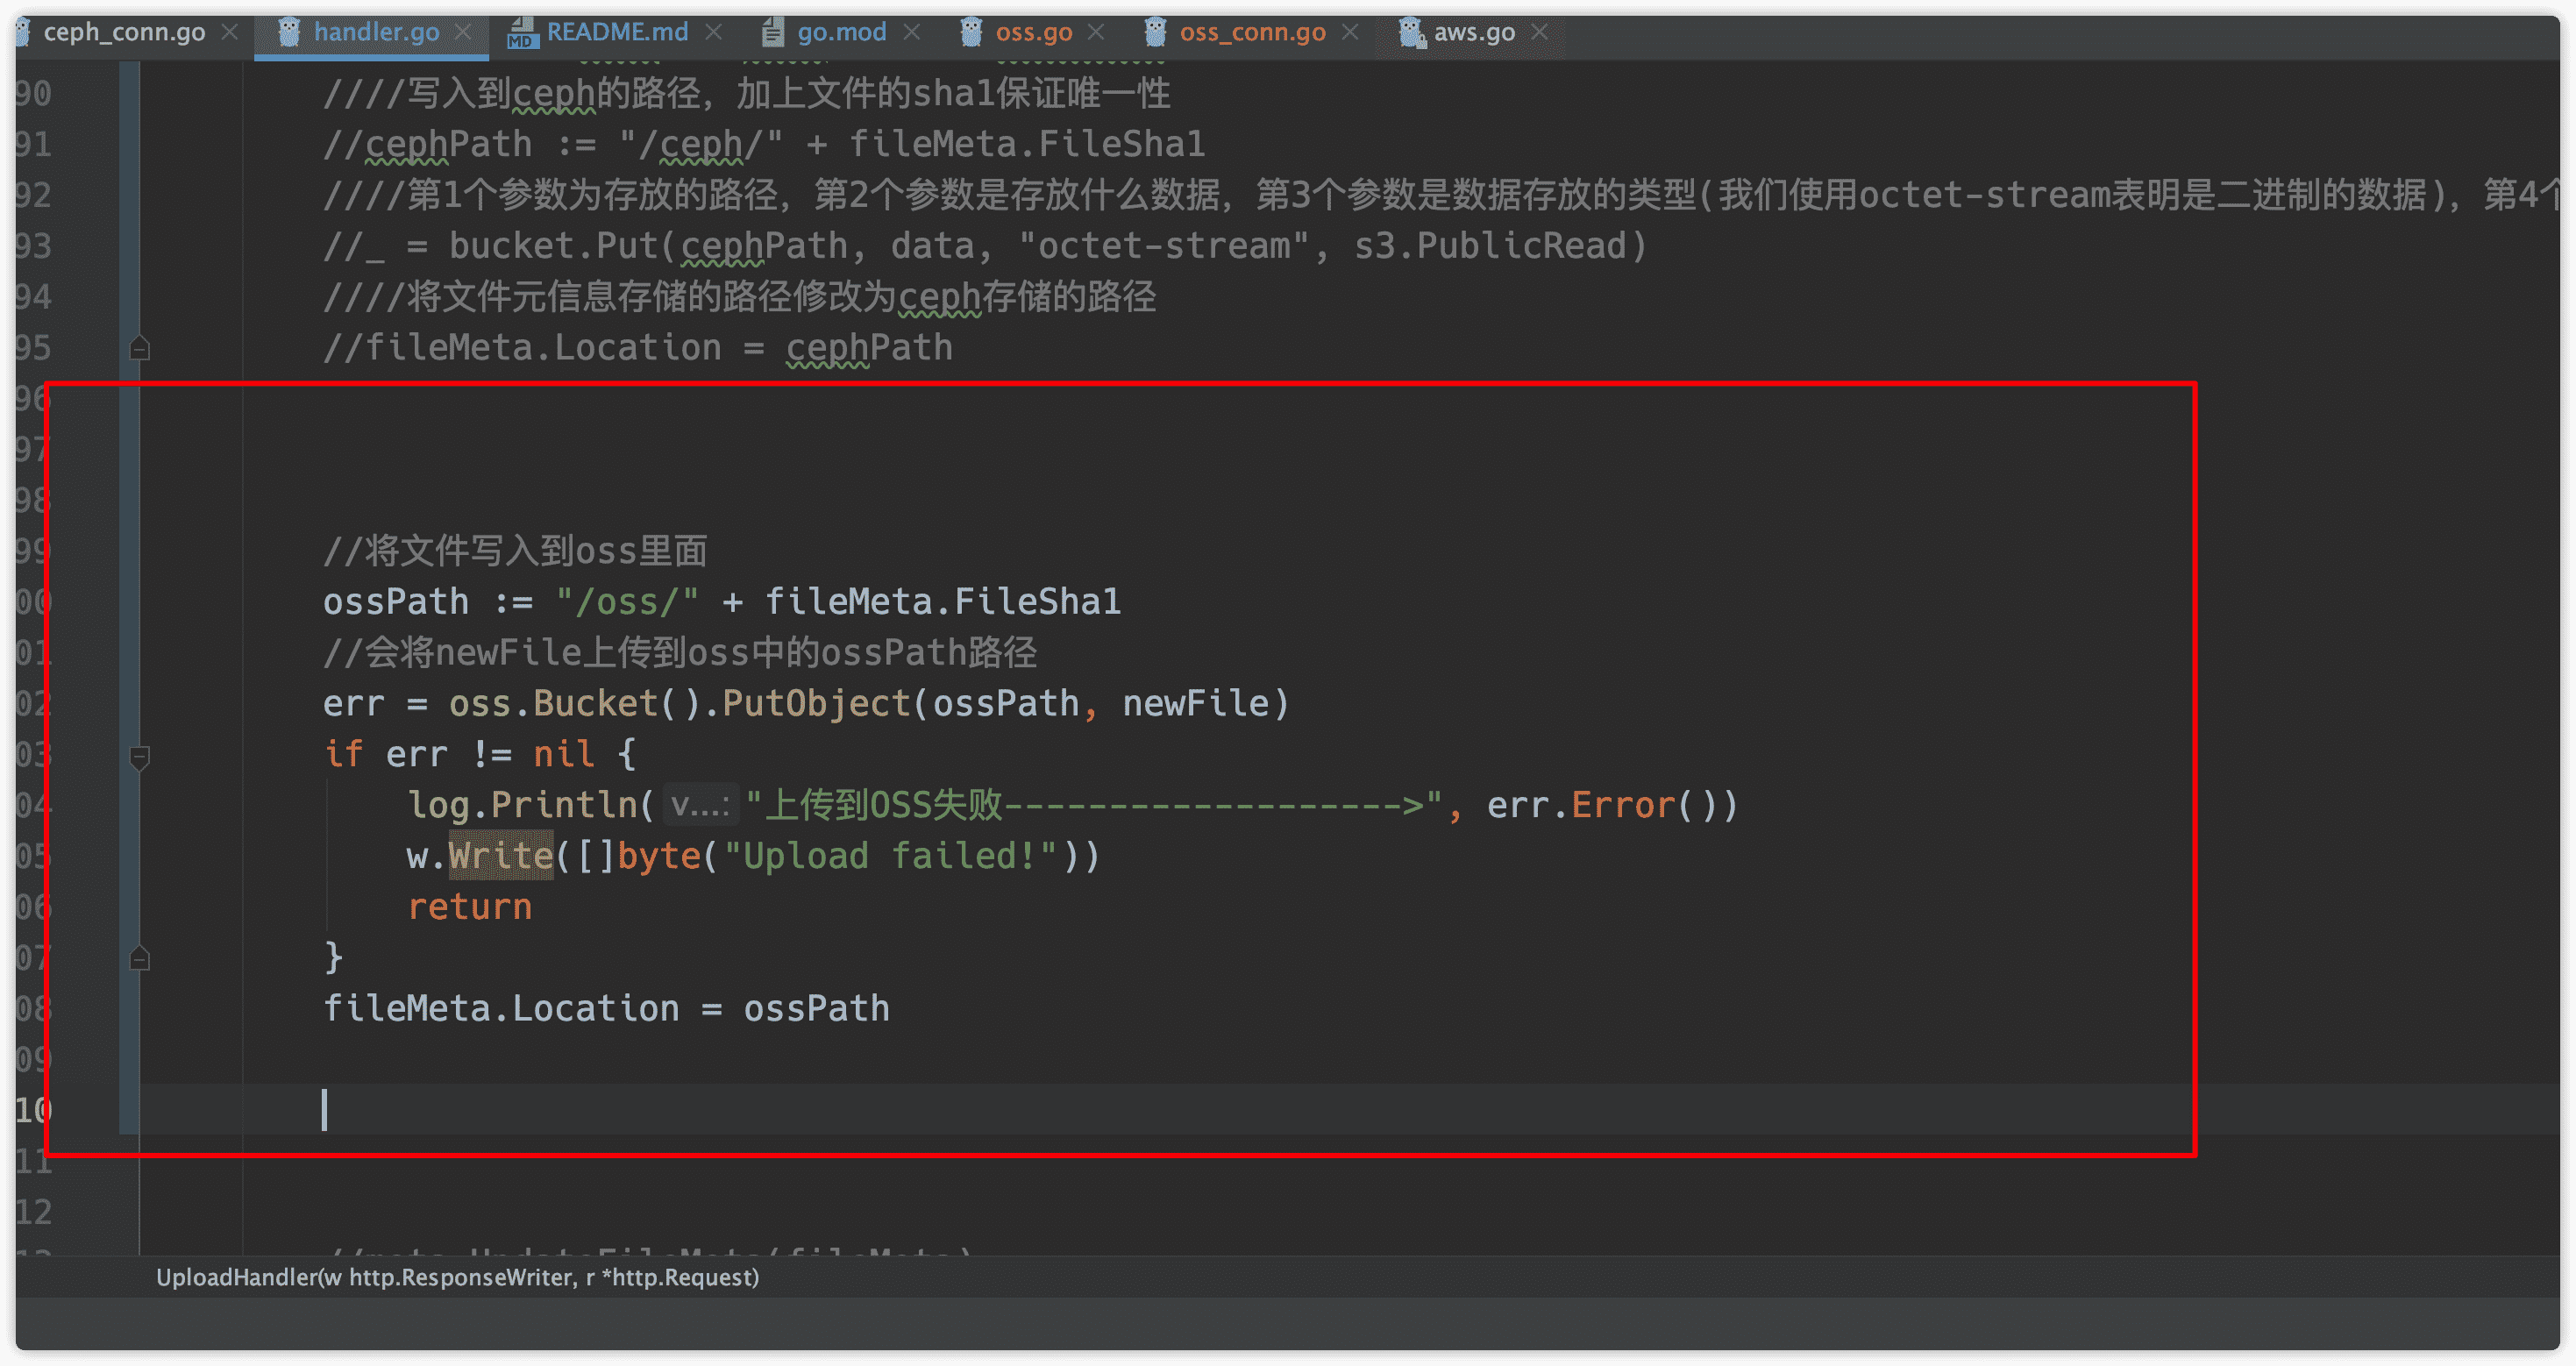 ceph_conn.go handler.go README.md go.mod oss.go oss_conn.go aws.go
90 ////写入到ceph的路径，加上文件的sha1保证唯一性
91 //cephPath := "/ceph/" + fileMeta.FileSha1
92 ////第1个参数为存放的路径，第2个参数是存放什么数据，第3个参数是数据存放的类型(我们使用octet-stream表明是二进制的数据)，第4个
93 //_ = bucket.Put(cephPath, data, "octet-stream", s3.PublicRead)
94 ////将文件元信息存储的路径修改为ceph存储的路径
95 //fileMeta.Location = cephPath
96
97
98
99 //将文件写入到oss里面
00 ossPath := "/oss/" + fileMeta.FileSha1
01 //会将newFile上传到oss中的ossPath路径
02 err = oss.Bucket().PutObject(ossPath, newFile)
03 if err != nil {
04 log.Println( v...: "上传到OSS失败------------------->", err.Error())
05 w.Write([]byte("Upload failed!"))
06 return
07 }
08 fileMeta.Location = ossPath
09
10
11
12
13 //meta.UpdateFileMeta(fileMeta)
UploadHandler(w http.ResponseWriter, r *http.Request)